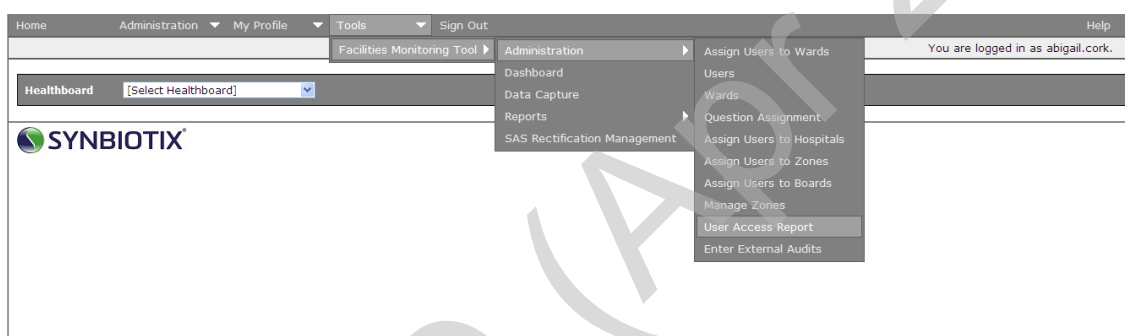 Home Administration My Profile Tools Sign Out Help
Facilities Monitoring Tool Administration Assign Users to Wards You are logged in as abigail.cork.
Dashboard Users
Healthboard [Select Healthboard] Data Capture Wards
Reports Question Assignment
SYNBIOTIX SAS Rectification Management Assign Users to Hospitals
Assign Users to Zones
Assign Users to Boards
Manage Zones
User Access Report
Enter External Audits
(Apr 2